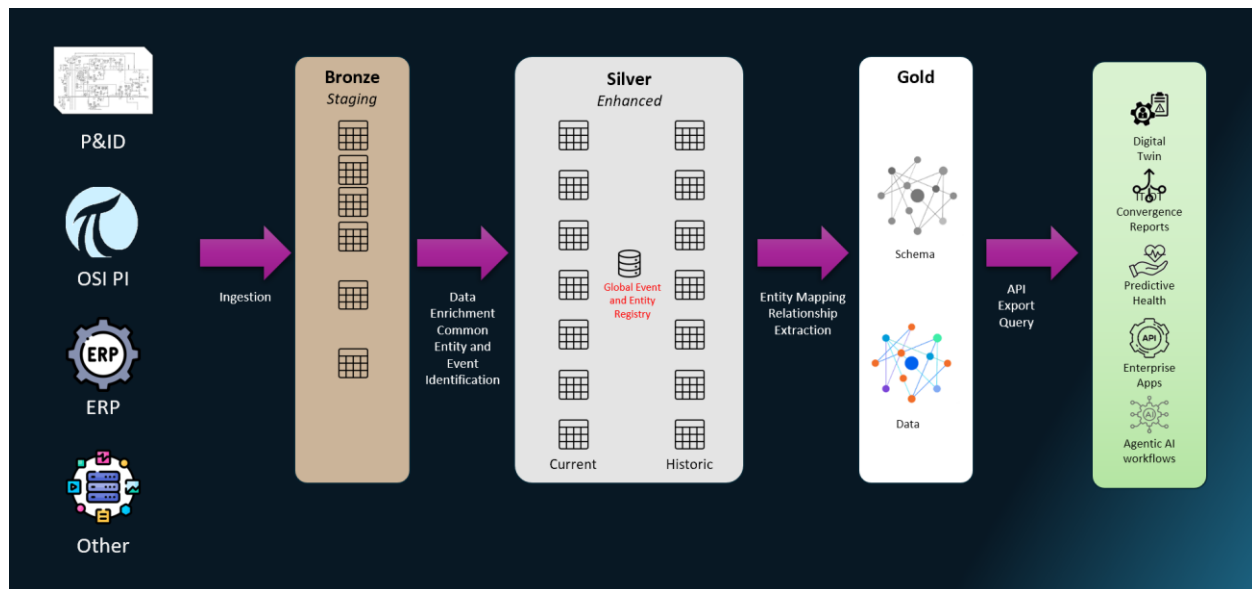 P&ID
OSI PI
ERP
ERP
Other
Ingestion
Bronze
Staging
Data
Enrichment
Common
Entity and
Event
Identification
Silver
Enhanced
Global Event
and Entity
Registry
Current
Historic
Entity Mapping
Relationship
Extraction
Gold
Schema
Data
API
Export
Query
Digital
Twin
Convergence
Reports
Predictive
Health
API
Enterprise
Apps
AI
Agentic AI
workflows